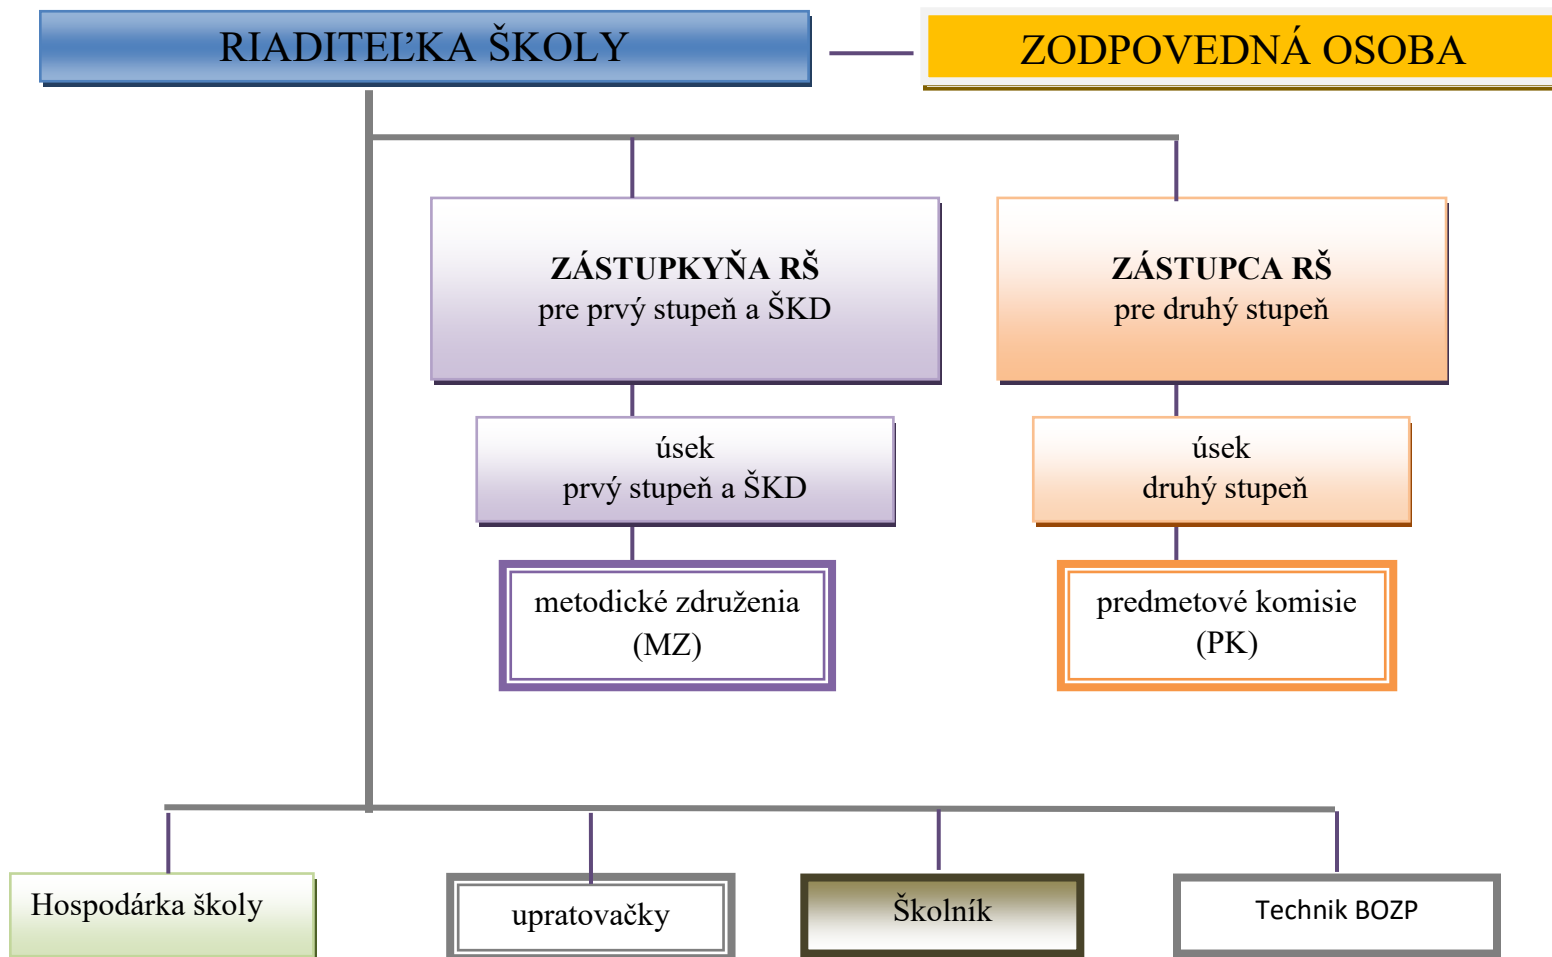 RIADITEĽKA ŠKOLY
ZODPOVEDNÁ OSOBA
ZÁSTUPKYŇA RŠ
pre prvý stupeň a ŠKD
ZÁSTUPCA RŠ
pre druhý stupeň
úsek
prvý stupeň a ŠKD
úsek
druhý stupeň
metodické združenia
(MZ)
predmetové komisie
(PK)
Hospodárka školy
upratovačky
Školník
Technik BOZP